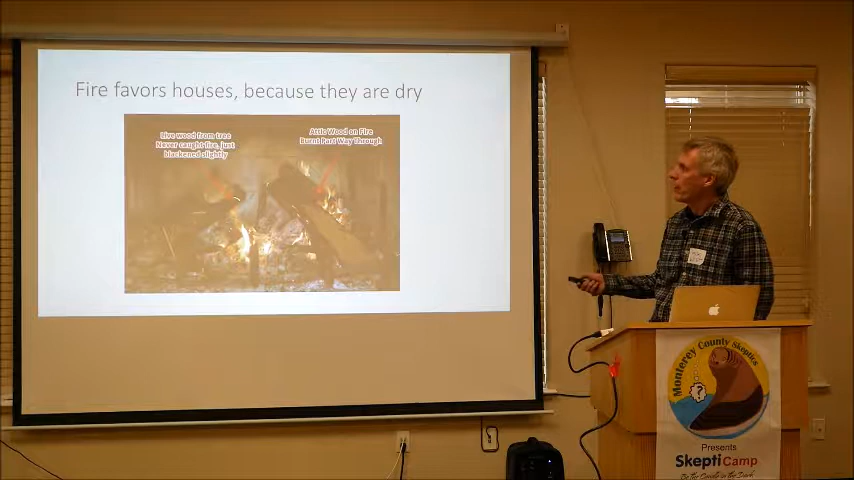 Fire favors houses, because they are dry
Live wood from tree
Never caught fire, just
blackened slightly
Attic Wood on Fire
Burnt Part Way Through
Monterey County Skeptics
?
Presents
SkeptiCamp